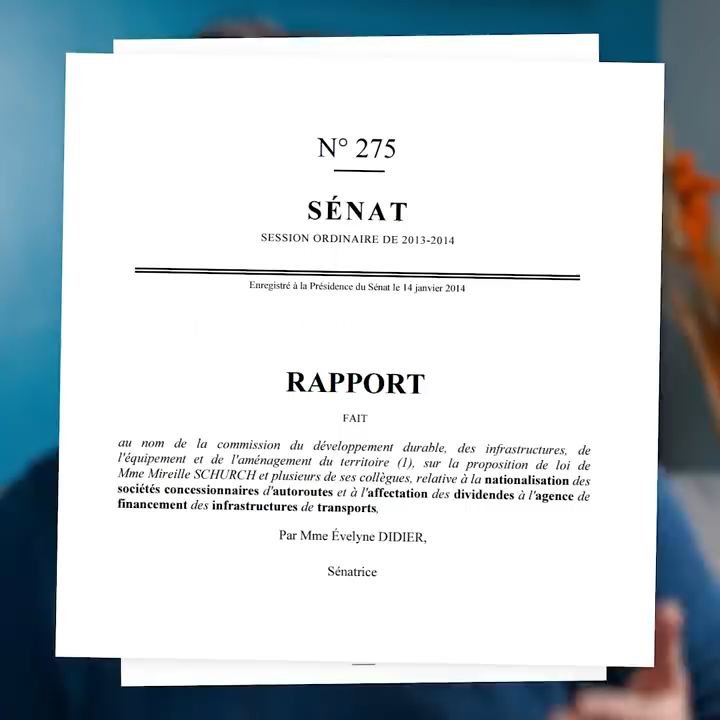 N° 275
SÉNAT
SESSION ORDINAIRE DE 2013-2014
Enregistré à la Présidence du Sénat le 14 janvier 2014
RAPPORT
FAIT
au nom de la commission du développement durable, des infrastructures, de
l'équipement et de l'aménagement du territoire (1), sur la proposition de loi de
Mme Mireille SCHURCH et plusieurs de ses collègues, relative à la nationalisation des
sociétés concessionnaires d'autoroutes et à l'affectation des dividendes à l'agence de
financement des infrastructures de transports,
Par Mme Évelyne DIDIER,
Sénatrice